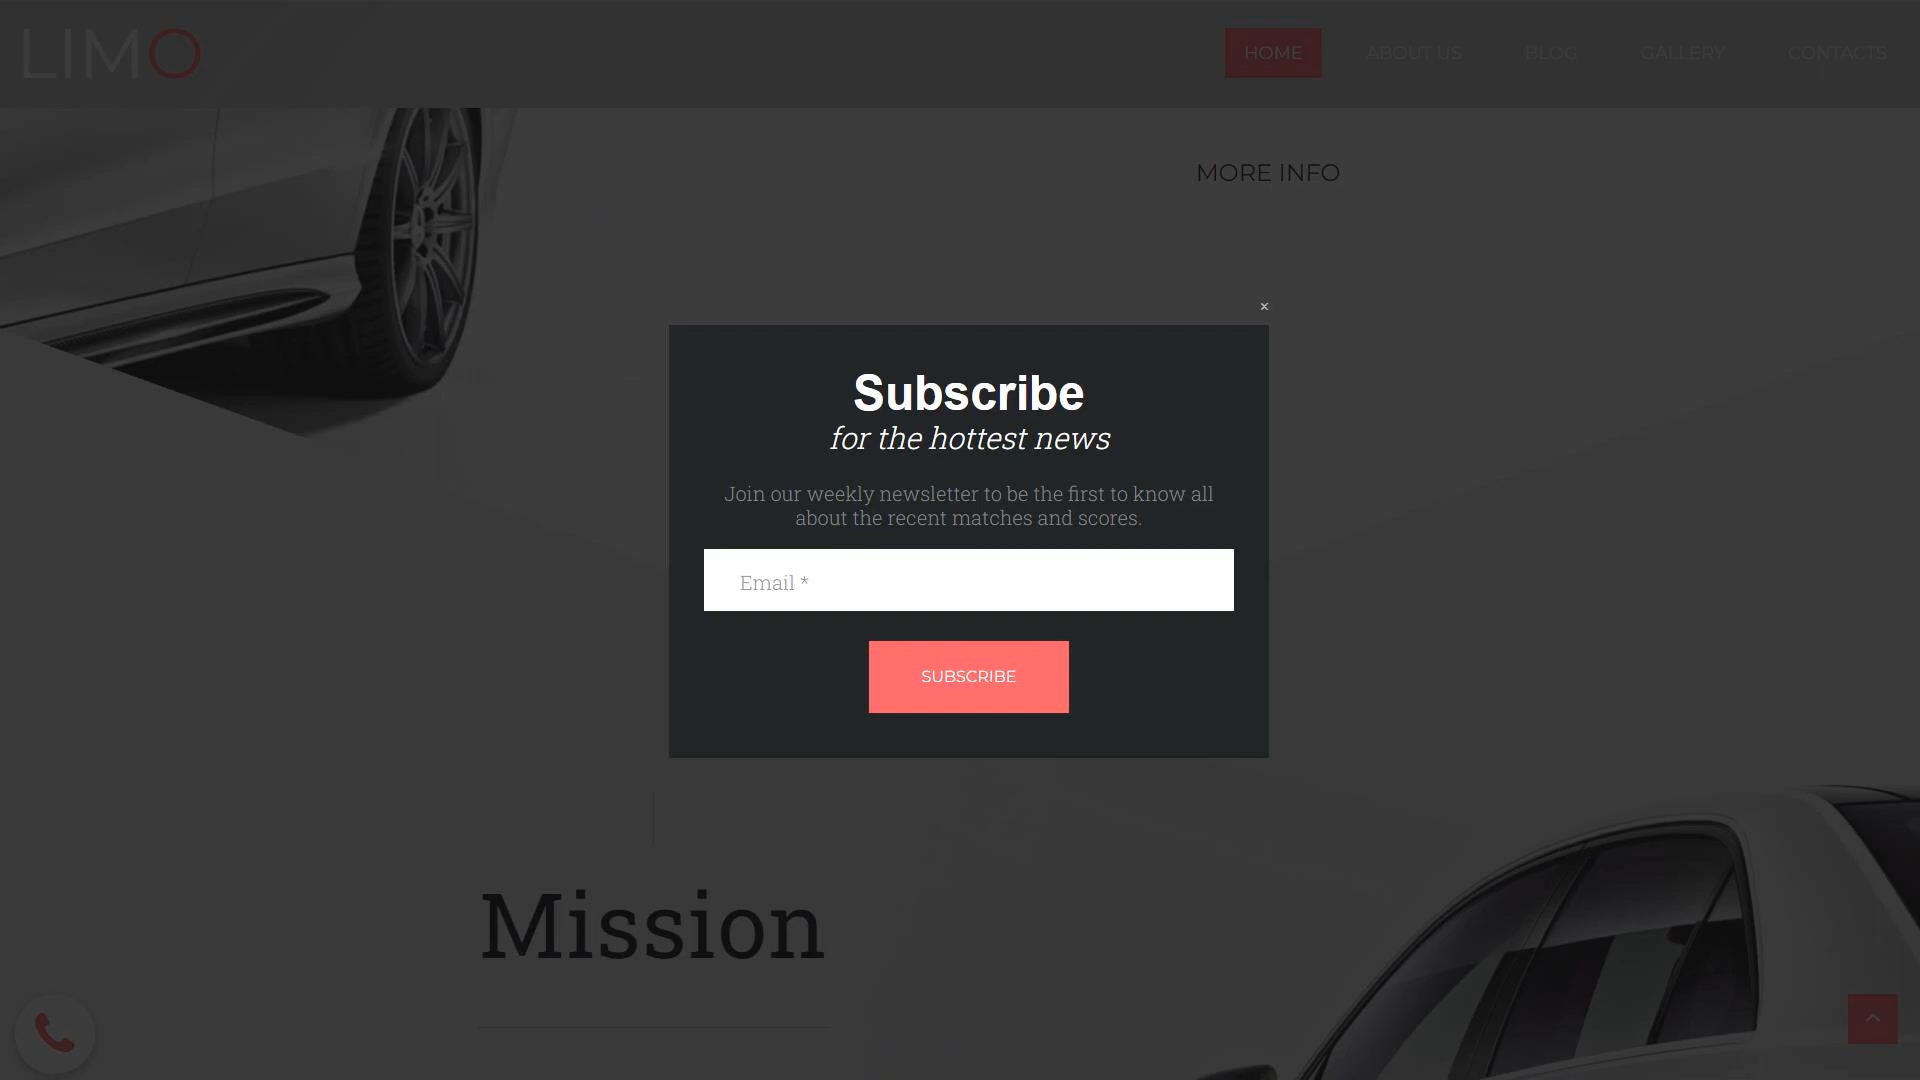 LIMO
HOME
ABOUT US
BLOG
GALLERY
CONTACTS
MORE INFO
×
Subscribe
for the hottest news
Join our weekly newsletter to be the first to know all
about the recent matches and scores.
Email *
SUBSCRIBE
Mission